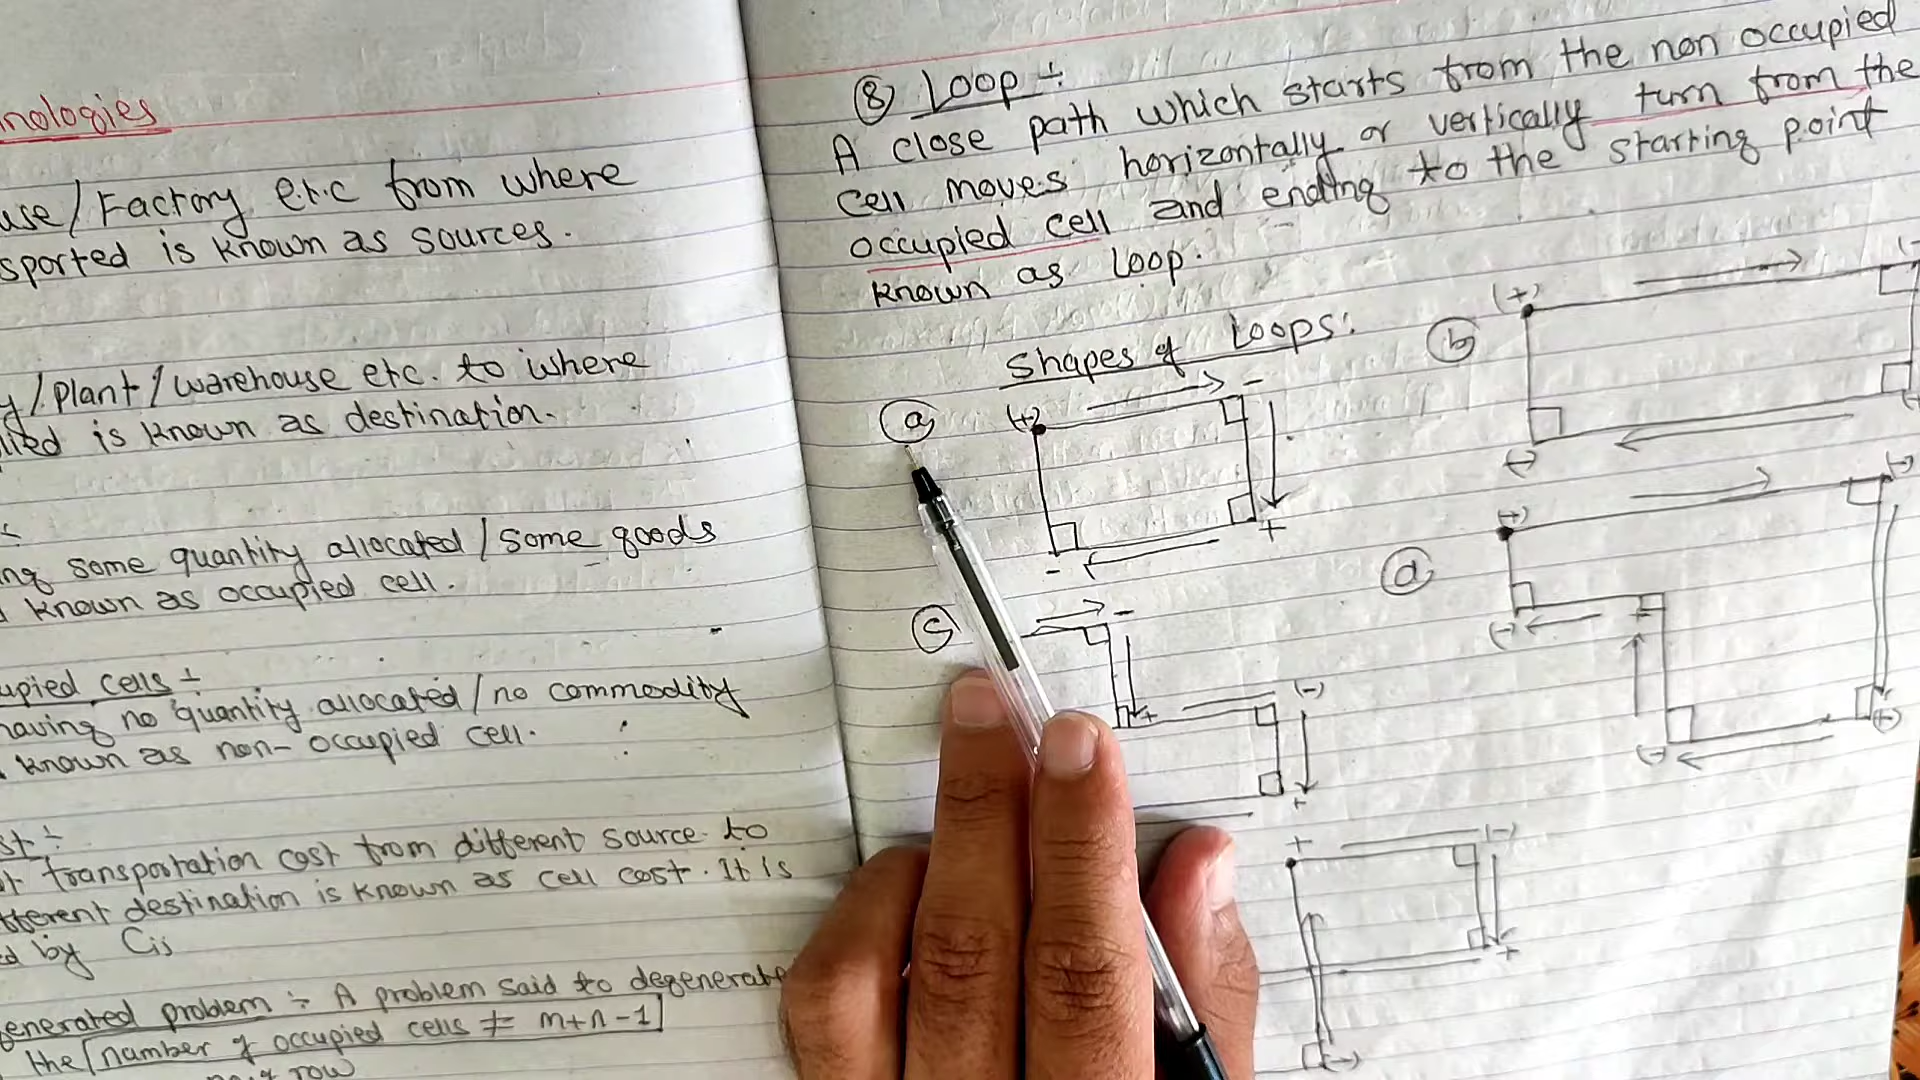 nologies
use/Factory etc from where
sported is known as sources.
y/plant/warehouse etc. to where
lied is known as destination.
ng some quantity allocated/some goods
known as occupied cell.
upied cells ÷
having no quantity allocated/no commodity
known as non-occupied cell.
st ÷
transportation cost from different source to
fferent destination is known as cell cost. It is
ed by Cij
generated problem ÷ A problem said to degenerate
the number of occupied cells ≠ m+n-1
row
⑧ Loop ÷
A close path which starts from the non occupied
cell moves horizontally or vertically turn from the
occupied cell and ending to the starting point
known as loop.
Shapes of Loops:
a (+) -
- +
b (+) (-)
(-)
c -
+ (-)
+
d (+) (-)
(-)
(-) (+)
+ (-)
+
(-)